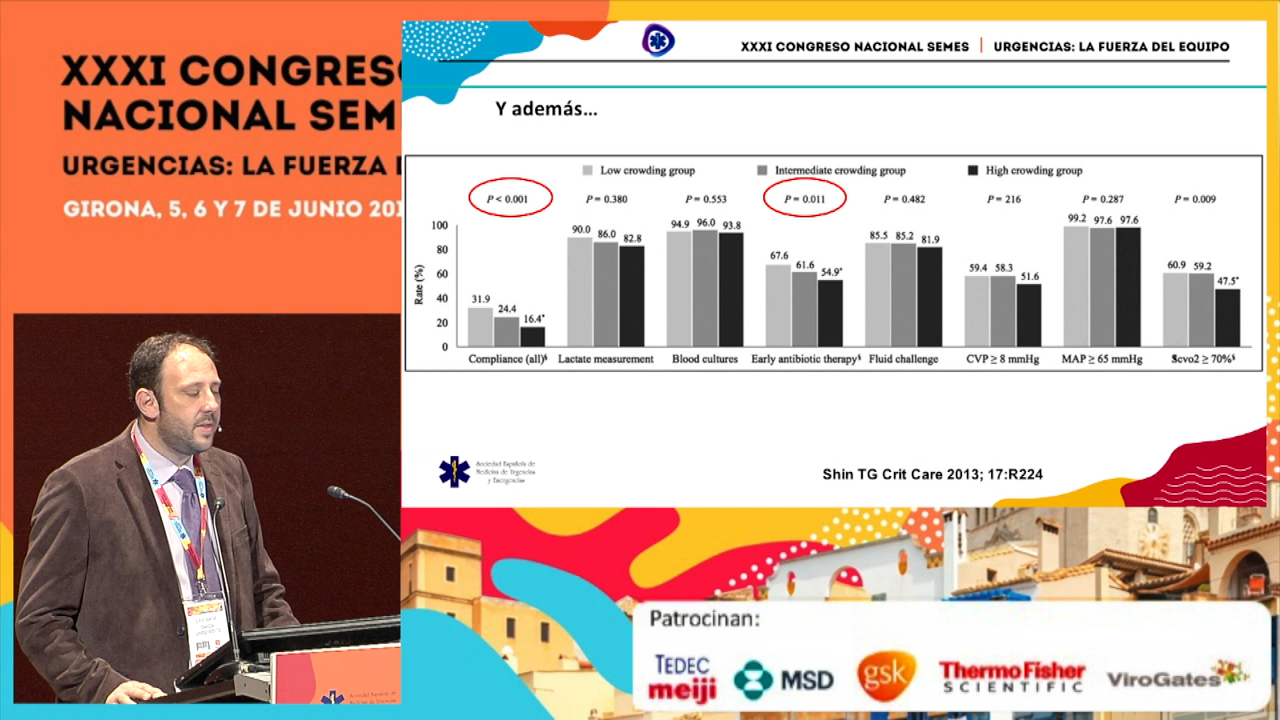 XXXI CONGRESO
NACIONAL SEM
URGENCIAS: LA FUERZA
GIRONA, 5, 6 Y 7 DE JUNIO 201
XXXI CONGRESO NACIONAL SEMES | URGENCIAS: LA FUERZA DEL EQUIPO
Y además...
Low crowding group Intermediate crowding group High crowding group
P < 0.001 P = 0.380 P = 0.553 P = 0.011 P = 0.482 P = 216 P = 0.287 P = 0.009
Rate (%)
100
80
60
40
20
0
31.9 24.4 16.4*
90.0 86.0 82.8
94.9 96.0 93.8
67.6 61.6 54.9*
85.5 85.2 81.9
59.4 58.3 51.6
99.2 97.6 97.6
60.9 59.2 47.5*
Compliance (all)§ Lactate measurement Blood cultures Early antibiotic therapy§ Fluid challenge CVP ≥ 8 mmHg MAP ≥ 65 mmHg Scvo2 ≥ 70%§
Sociedad Española de
Medicina de Urgencias
y Emergencias
Shin TG Crit Care 2013; 17:R224
Patrocinan:
TEDEC
meiji
MSD
gsk
ThermoFisher
SCIENTIFIC
ViroGates